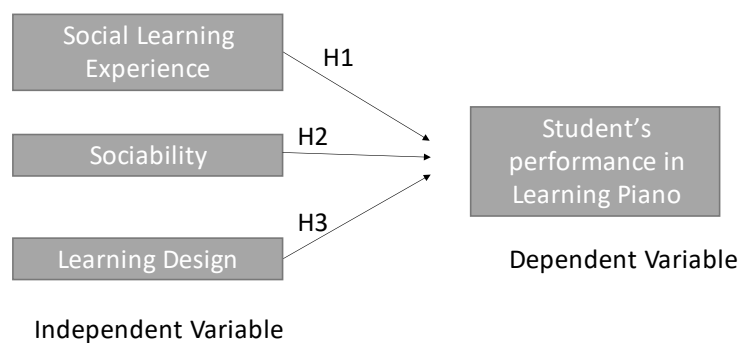 Social Learning
Experience
H1
Sociability
H2
Student’s
performance in
Learning Piano
H3
Learning Design
Dependent Variable
Independent Variable